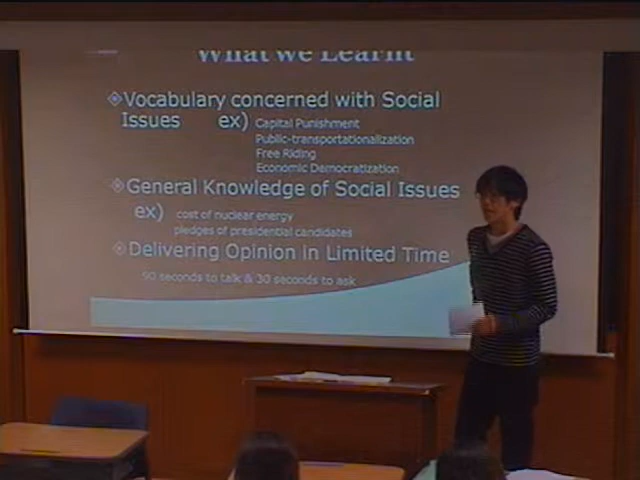 What we Learnt
Vocabulary concerned with Social
Issues ex) Capital Punishment
Public-transportationalization
Free Riding
Economic Democratization
General Knowledge of Social Issues
ex) cost of nuclear energy
pledges of presidential candidates
Delivering Opinion in Limited Time
90 seconds to talk & 30 seconds to ask